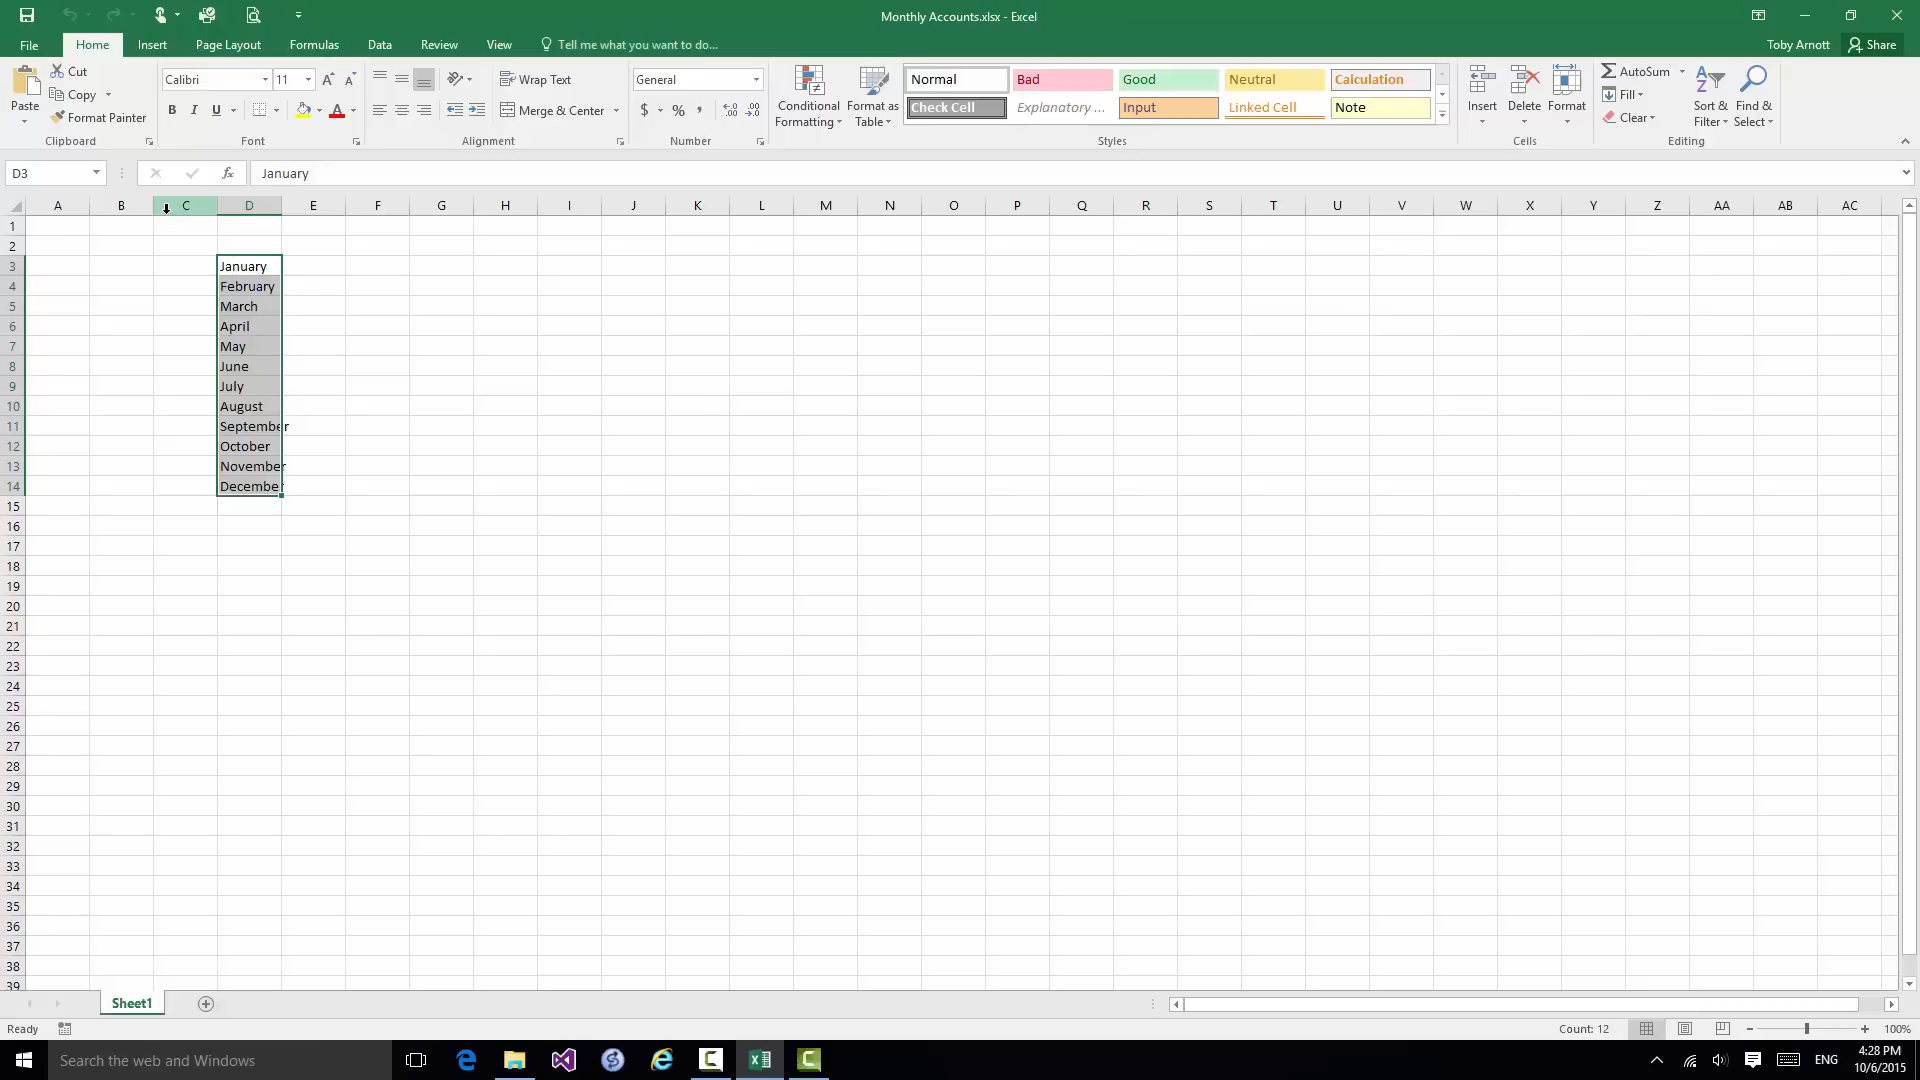 Monthly Accounts.xlsx - Excel
File Home Insert Page Layout Formulas Data Review View Tell me what you want to do... Toby Arnott Share
Paste
Cut
Copy
Format Painter
Clipboard
Calibri 11
B I U
Font
Wrap Text
Merge & Center
Alignment
General
$ % ,
Number
Conditional Formatting
Format as Table
Normal Bad Good Neutral Calculation
Check Cell Explanatory ... Input Linked Cell Note
Styles
Insert Delete Format
Cells
AutoSum
Fill
Clear
Sort & Filter
Find & Select
Editing
D3 fx January
A B C D E F G H I J K L M N O P Q R S T U V W X Y Z AA AB AC
1
2
3 January
4 February
5 March
6 April
7 May
8 June
9 July
10 August
11 September
12 October
13 November
14 December
15
16
17
18
19
20
21
22
23
24
25
26
27
28
29
30
31
32
33
34
35
36
37
38
39
Sheet1
Ready Count: 12 100%
Search the web and Windows
ENG
4:28 PM
10/6/2015